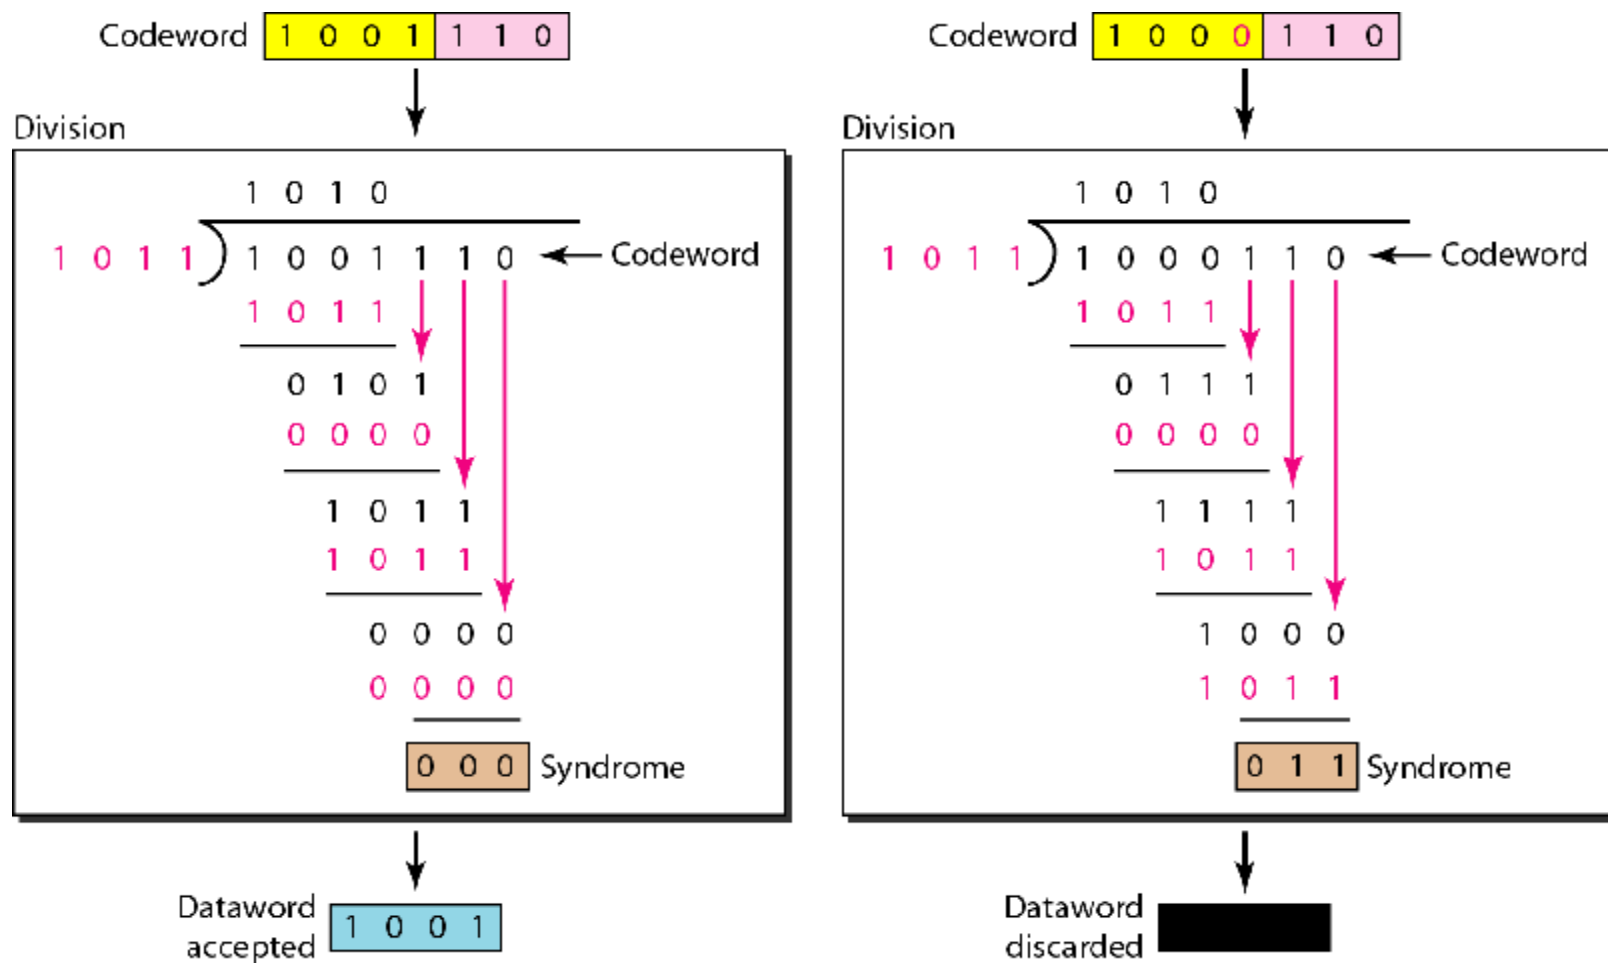 Codeword 1 0 0 1 1 1 0
Division
1 0 1 0
1 0 1 1 1 0 0 1 1 1 0 Codeword
1 0 1 1
0 1 0 1
0 0 0 0
1 0 1 1
1 0 1 1
0 0 0 0
0 0 0 0
0 0 0 Syndrome
Dataword
accepted
1 0 0 1
Codeword 1 0 0 0 1 1 0
Division
1 0 1 0
1 0 1 1 1 0 0 0 1 1 0 Codeword
1 0 1 1
0 1 1 1
0 0 0 0
1 1 1 1
1 0 1 1
1 0 0 0
1 0 1 1
0 1 1 Syndrome
Dataword
discarded